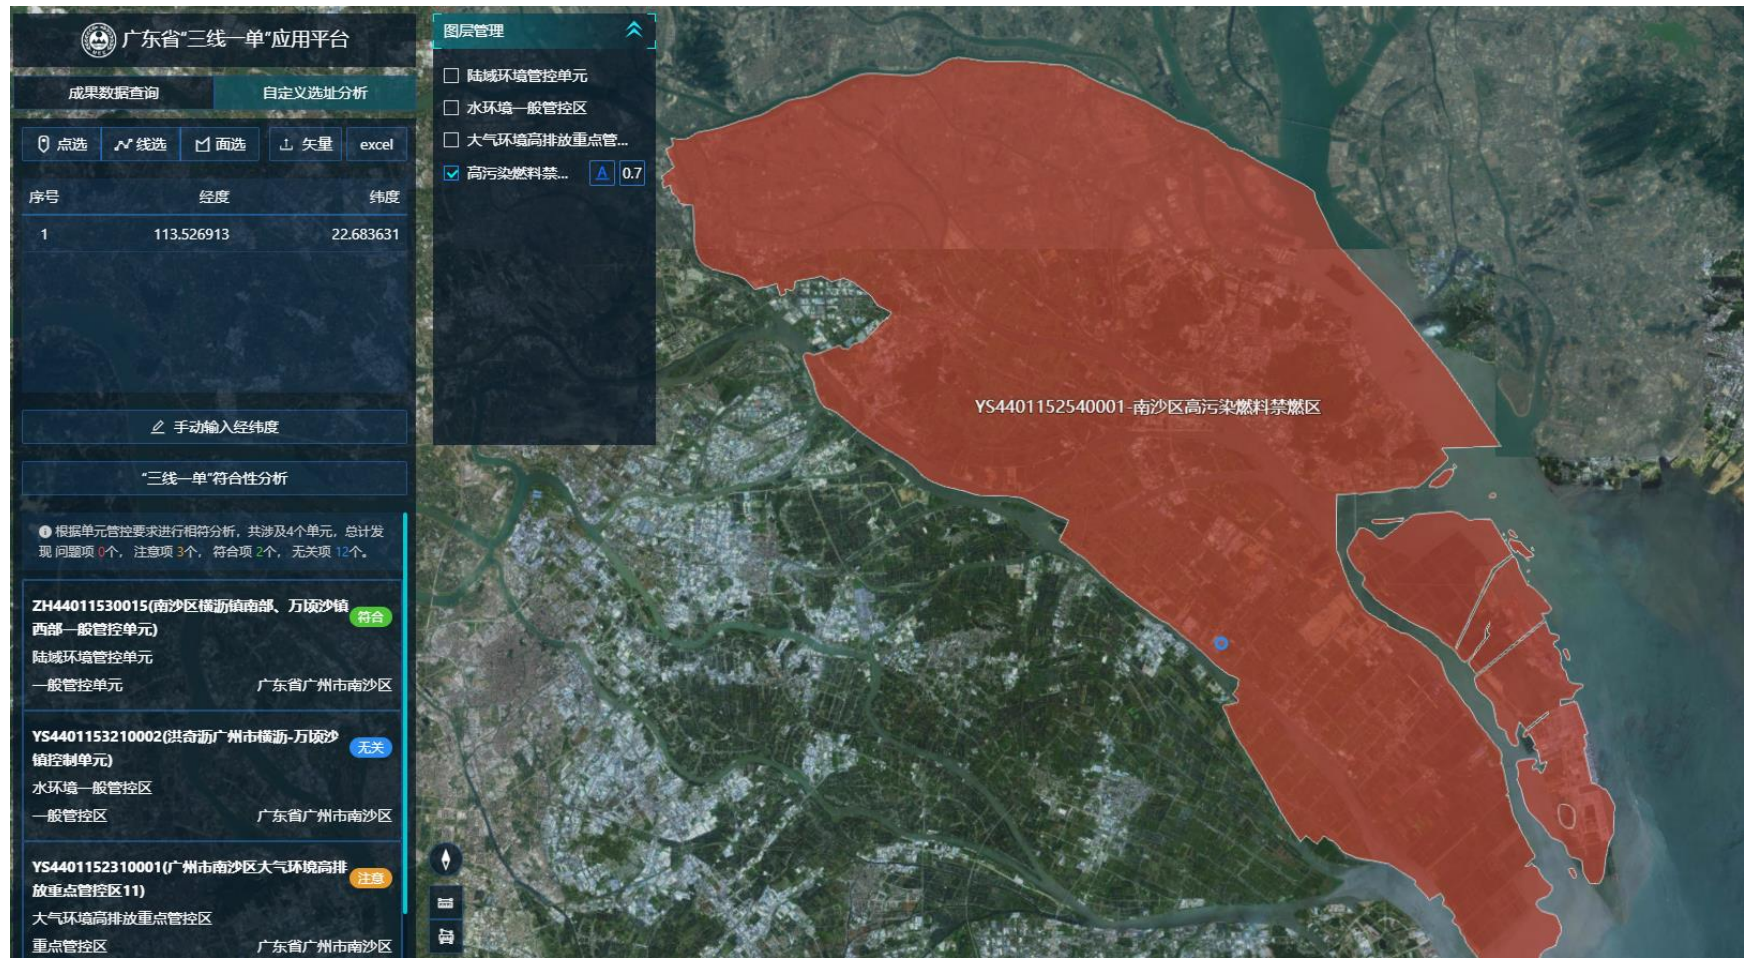 广东省“三线一单”应用平台
成果数据查询
自定义选址分析
点选
线选
面选
矢量
excel
序号 经度 纬度
1 113.526913 22.683631
手动输入经纬度
“三线一单”符合性分析
根据单元管控要求进行相符分析，共涉及4个单元，总计发
现 问题项 0个， 注意项 3个， 符合项 2个， 无关项 12个。
ZH44011530015(南沙区横沥镇南部、万顷沙镇
西部一般管控单元)
符合
陆域环境管控单元
一般管控单元 广东省广州市南沙区
YS4401153210002(洪奇沥广州市横沥-万顷沙
镇控制单元)
无关
水环境一般管控区
一般管控区 广东省广州市南沙区
YS4401152310001(广州市南沙区大气环境高排
放重点管控区11)
注意
大气环境高排放重点管控区
重点管控区 广东省广州市南沙区
图层管理
陆域环境管控单元
水环境一般管控区
大气环境高排放重点管...
高污染燃料禁... A 0.7
YS4401152540001-南沙区高污染燃料禁燃区